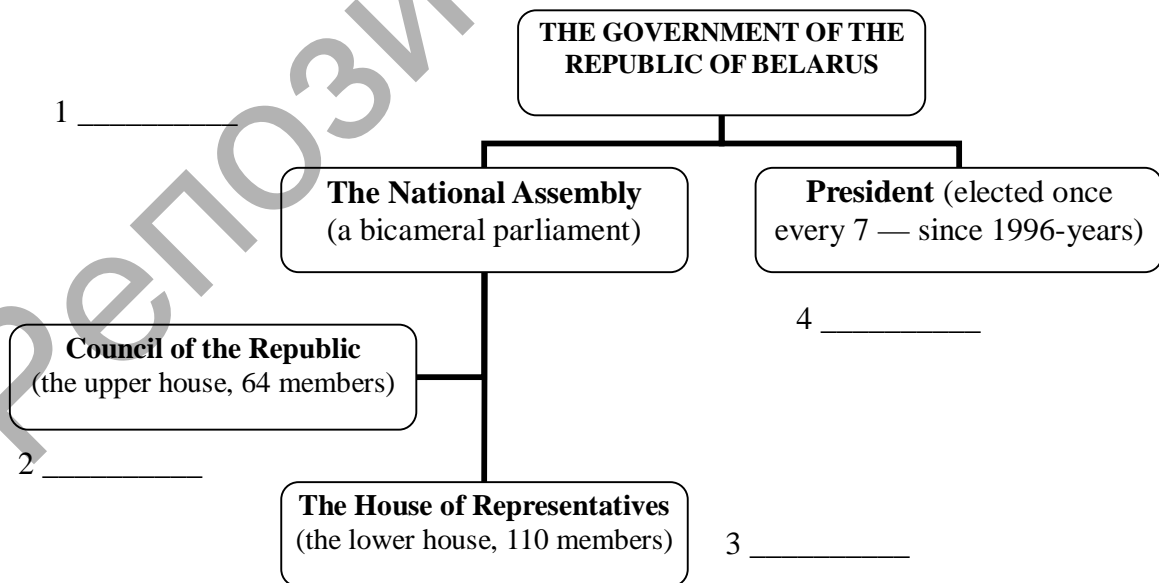 THE GOVERNMENT OF THE
REPUBLIC OF BELARUS
1 __________
The National Assembly
(a bicameral parliament)
President (elected once
every 7 — since 1996-years)
4 __________
Council of the Republic
(the upper house, 64 members)
2 __________
The House of Representatives
(the lower house, 110 members)
3 __________
Репози